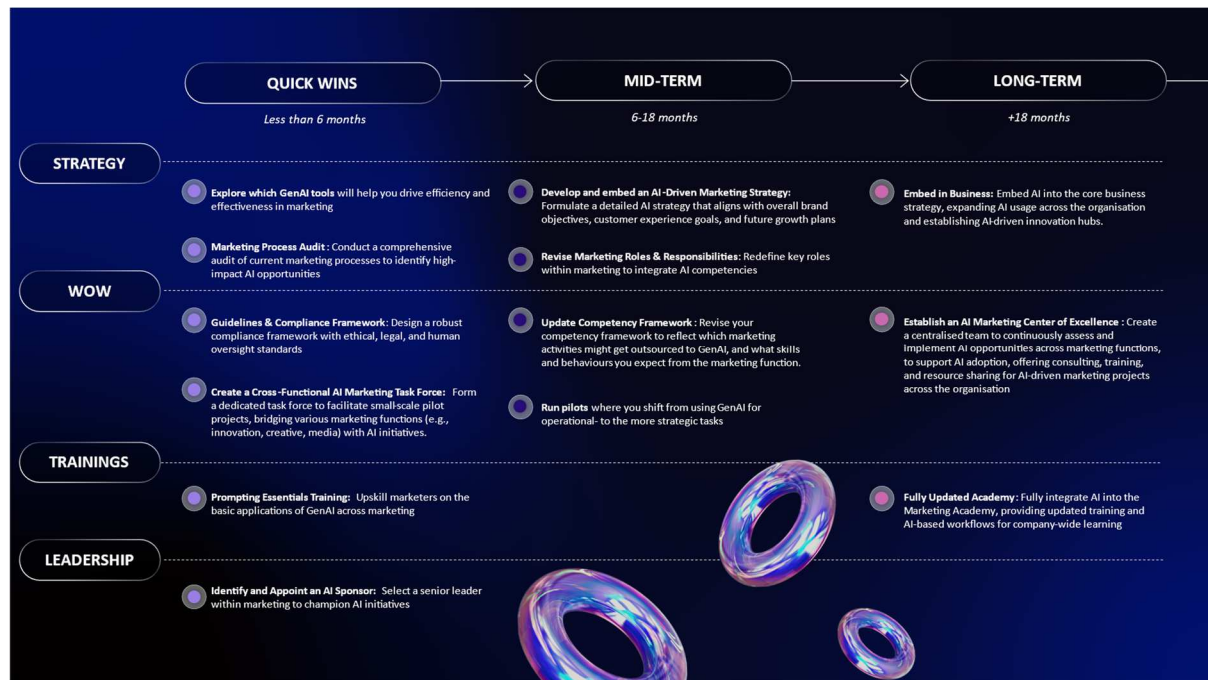 QUICK WINS
MID-TERM
LONG-TERM
Less than 6 months
6-18 months
+18 months
STRATEGY
Explore which GenAI tools will help you drive efficiency and
effectiveness in marketing
Marketing Process Audit : Conduct a comprehensive
audit of current marketing processes to identify high-
impact AI opportunities
Develop and embed an AI-Driven Marketing Strategy:
Formulate a detailed AI strategy that aligns with overall brand
objectives, customer experience goals, and future growth plans
Revise Marketing Roles & Responsibilities: Redefine key roles
within marketing to integrate AI competencies
Embed in Business: Embed AI into the core business
strategy, expanding AI usage across the organisation
and establishing AI-driven innovation hubs.
WOW
Guidelines & Compliance Framework: Design a robust
compliance framework with ethical, legal, and human
oversight standards
Create a Cross-Functional AI Marketing Task Force: Form
a dedicated task force to facilitate small-scale pilot
projects, bridging various marketing functions (e.g.,
innovation, creative, media) with AI initiatives.
Update Competency Framework : Revise your
competency framework to reflect which marketing
activities might get outsourced to GenAI, and what skills
and behaviours you expect from the marketing function.
Run pilots where you shift from using GenAI for
operational- to the more strategic tasks
Establish an AI Marketing Center of Excellence : Create
a centralised team to continuously assess and
Implement AI opportunities across marketing functions,
to support AI adoption, offering consulting, training,
and resource sharing for AI-driven marketing projects
across the organisation
TRAININGS
Prompting Essentials Training: Upskill marketers on the
basic applications of GenAI across marketing
Fully Updated Academy : Fully integrate AI into the
Marketing Academy, providing updated training and
AI-based workflows for company-wide learning
LEADERSHIP
Identify and Appoint an AI Sponsor: Select a senior leader
within marketing to champion AI initiatives